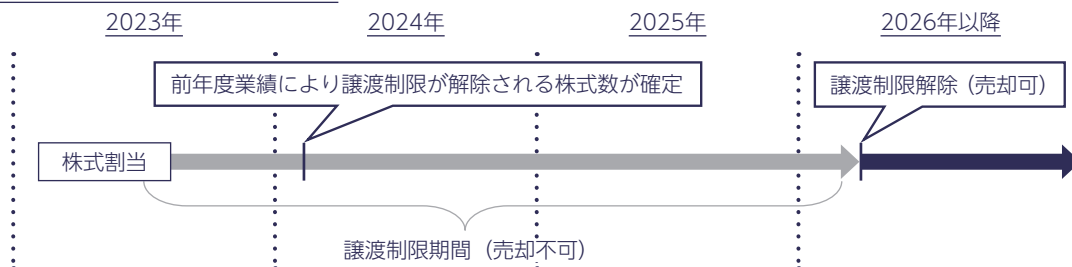 2023年
2024年
2025年
2026年以降
前年度業績により譲渡制限が解除される株式数が確定
譲渡制限解除（売却可）
株式割当
譲渡制限期間（売却不可）